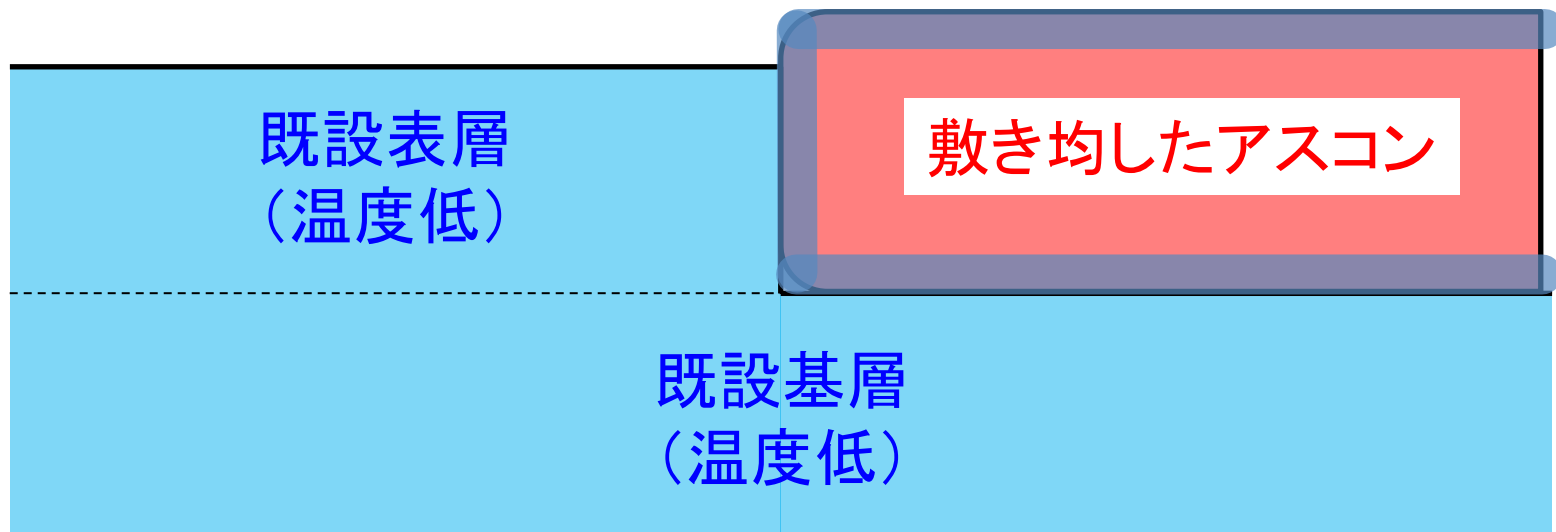 既設表層
（温度低）
敷き均したアスコン
既設基層
（温度低）